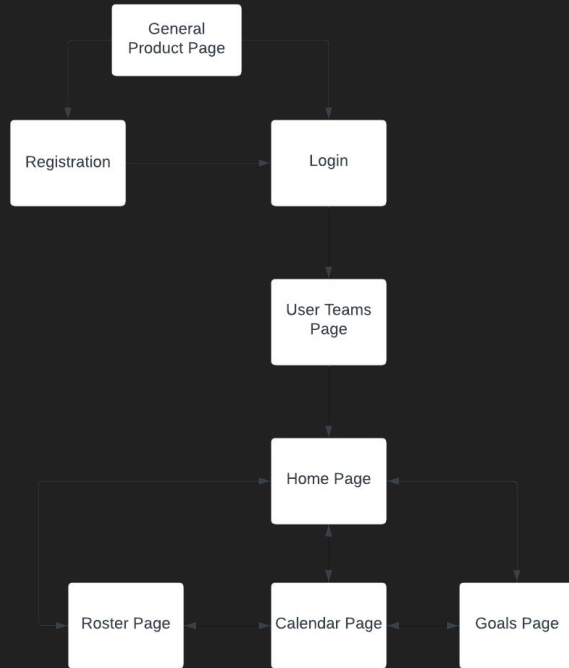 General
Product Page
Registration
Login
User Teams
Page
Home Page
Roster Page
Calendar Page
Goals Page